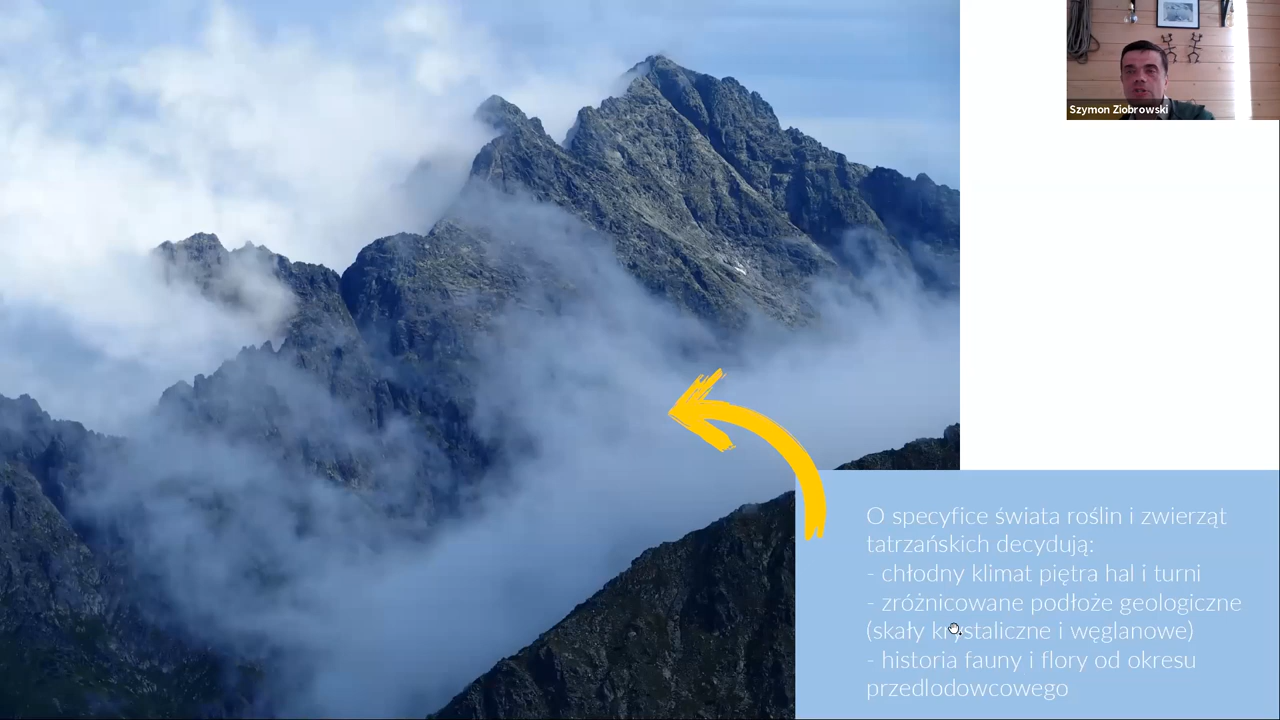 Szymon Ziobrowski
O specyfice świata roślin i zwierząt
tatrzańskich decydują:
- chłodny klimat piętra hal i turni
- zróżnicowane podłoże geologiczne
(skały krystaliczne i węglanowe)
- historia fauny i flory od okresu
przedlodowcowego